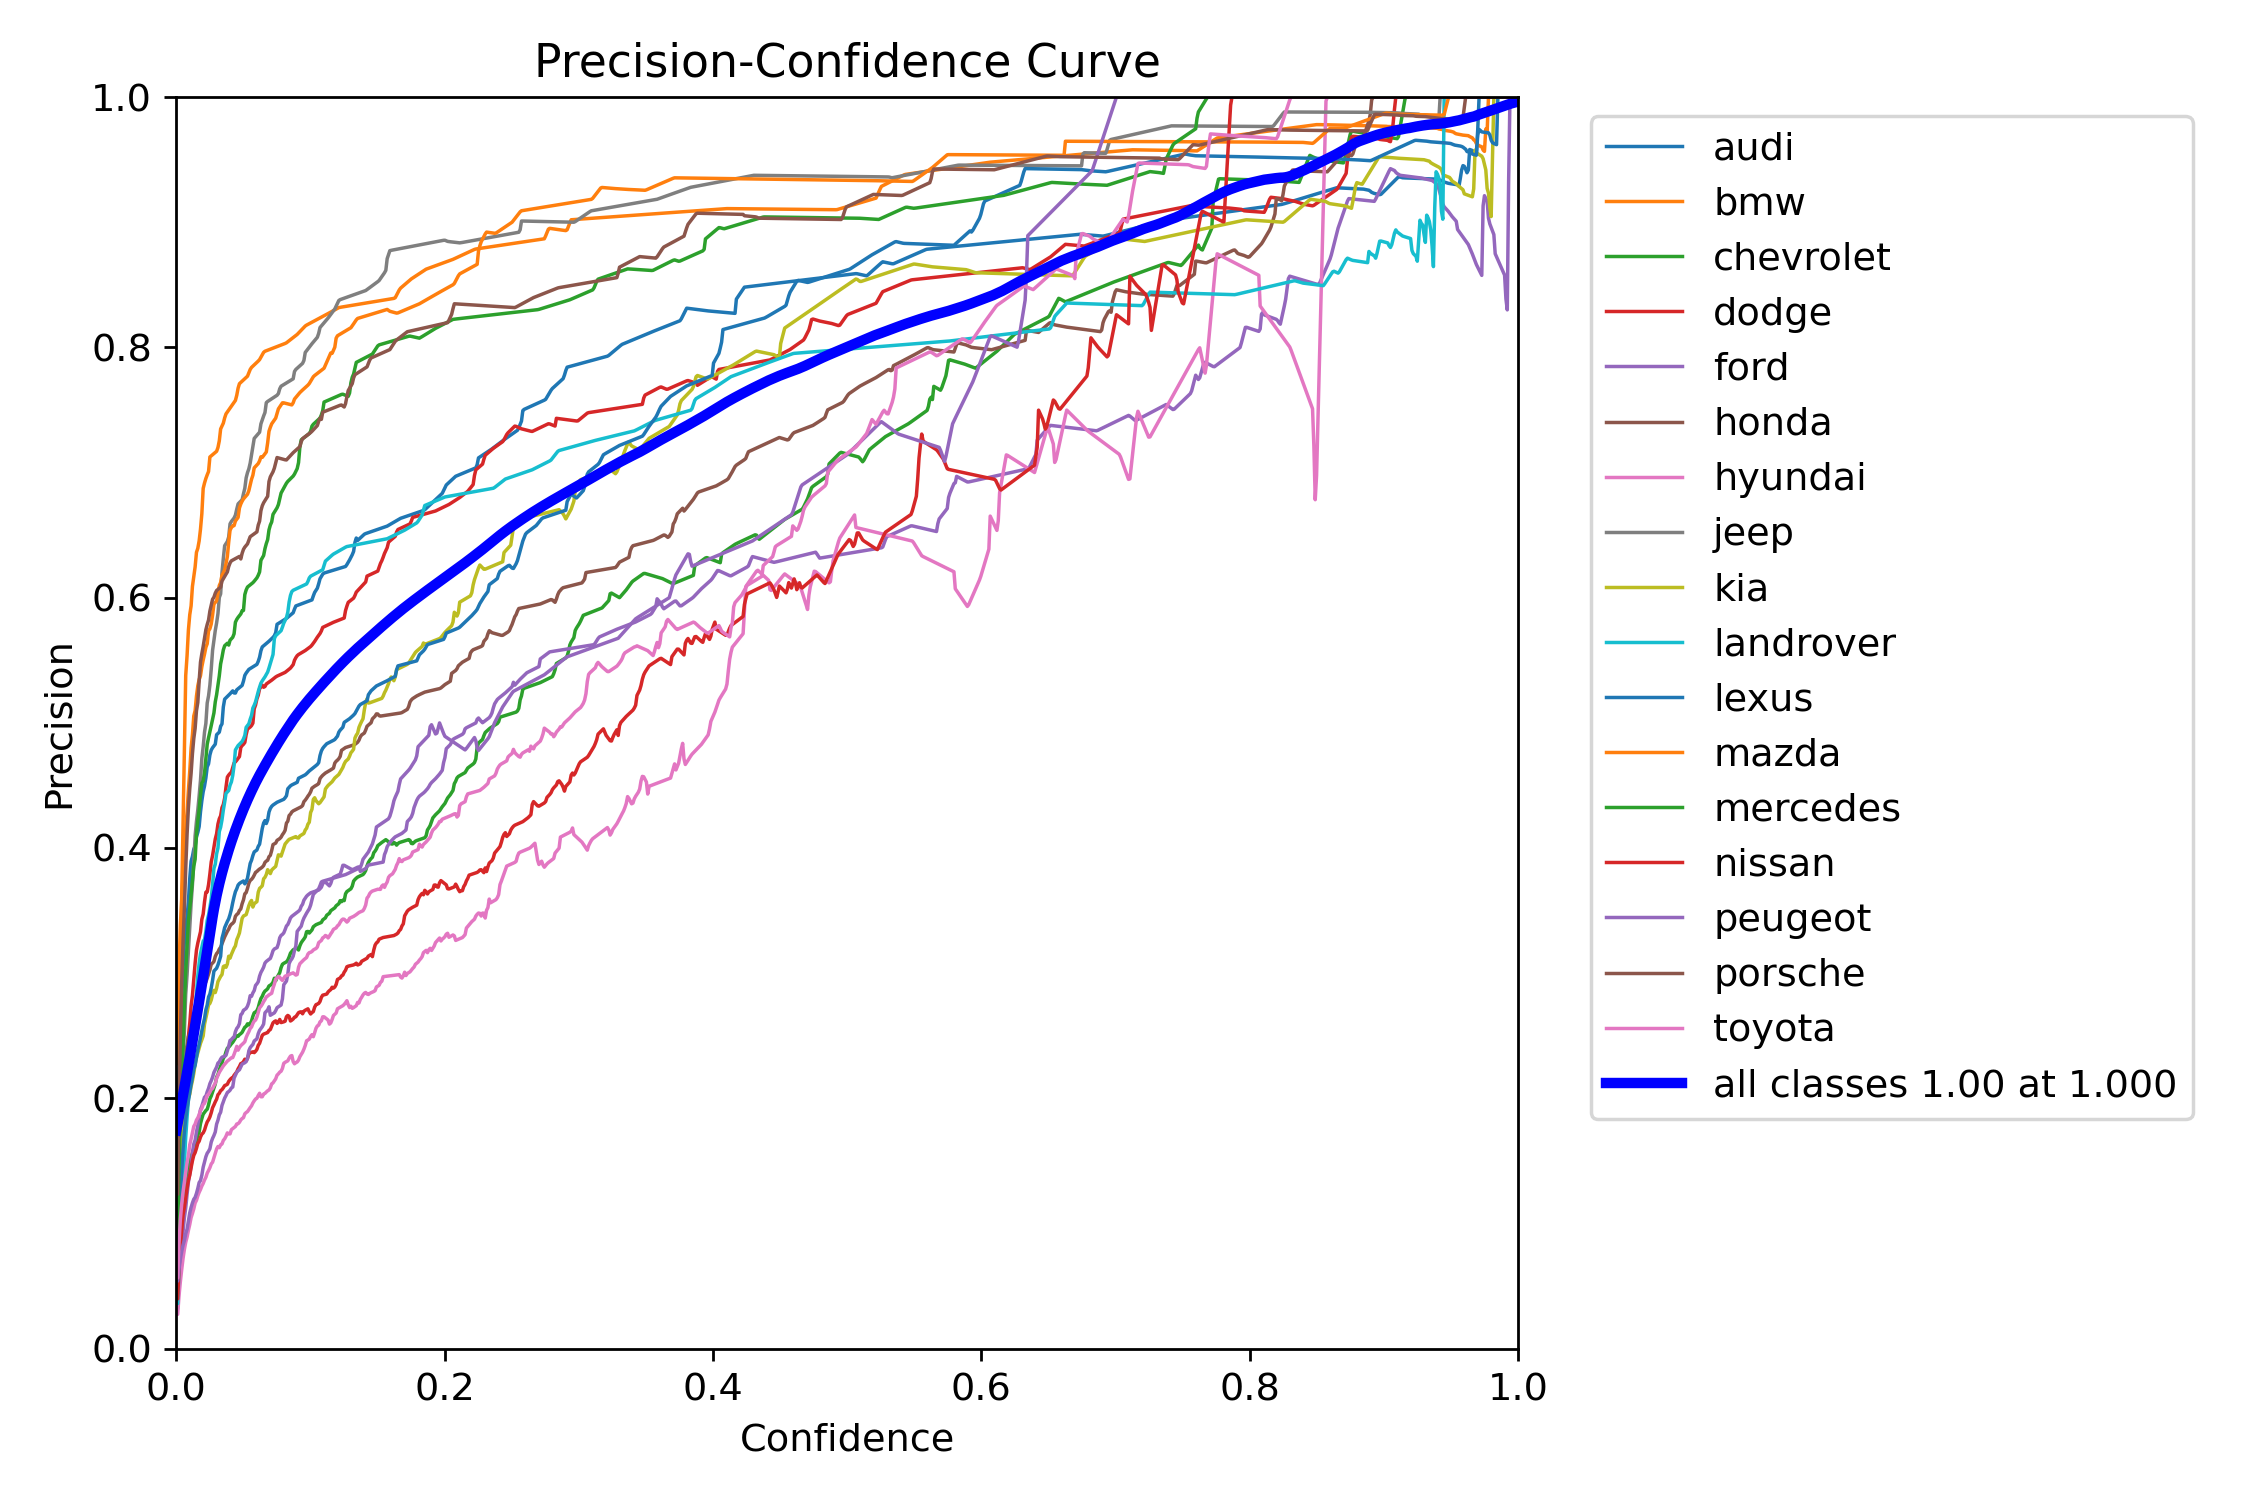 Precision-Confidence Curve
1.0
0.8
0.6
0.4
0.2
0.0
Precision
0.0 0.2 0.4 0.6 0.8 1.0
Confidence
audi
bmw
chevrolet
dodge
ford
honda
hyundai
jeep
kia
landrover
lexus
mazda
mercedes
nissan
peugeot
porsche
toyota
all classes 1.00 at 1.000